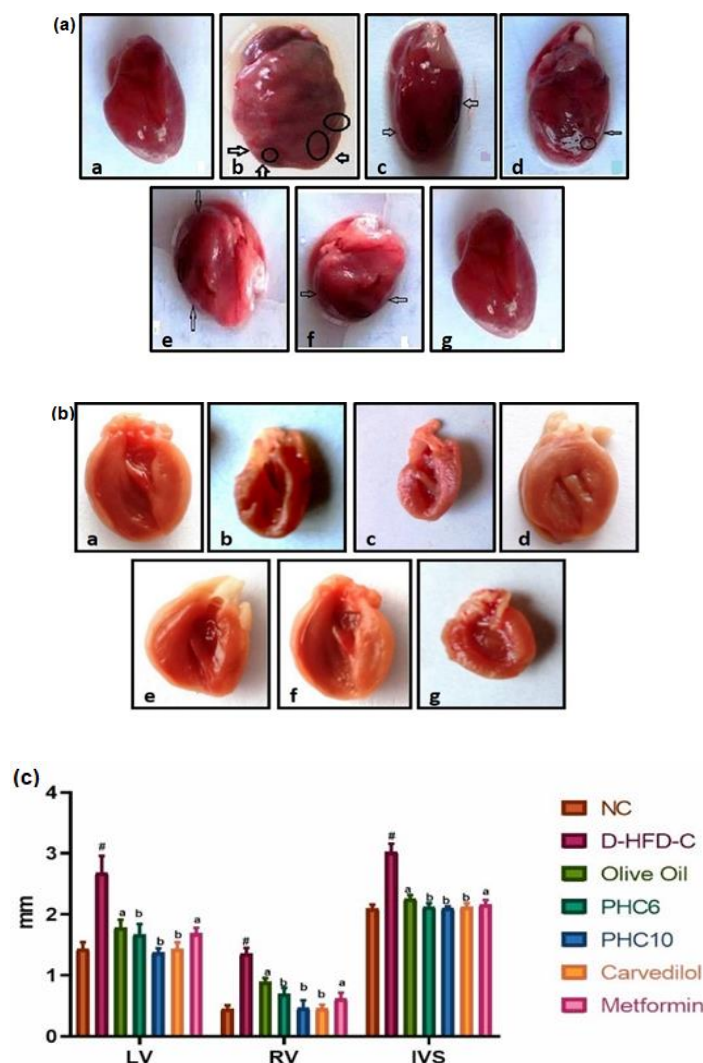 (a)
a
b
c
d
e
f
g
(b)
a
b
c
d
e
f
g
(c)
4
3
2
1
0
mm
#
a
b
b
b
a
#
a
b
b
b
a
#
a
b
b
b
a
LV
RV
IVS
NC
D-HFD-C
Olive Oil
PHC6
PHC10
Carvedilol
Metformin